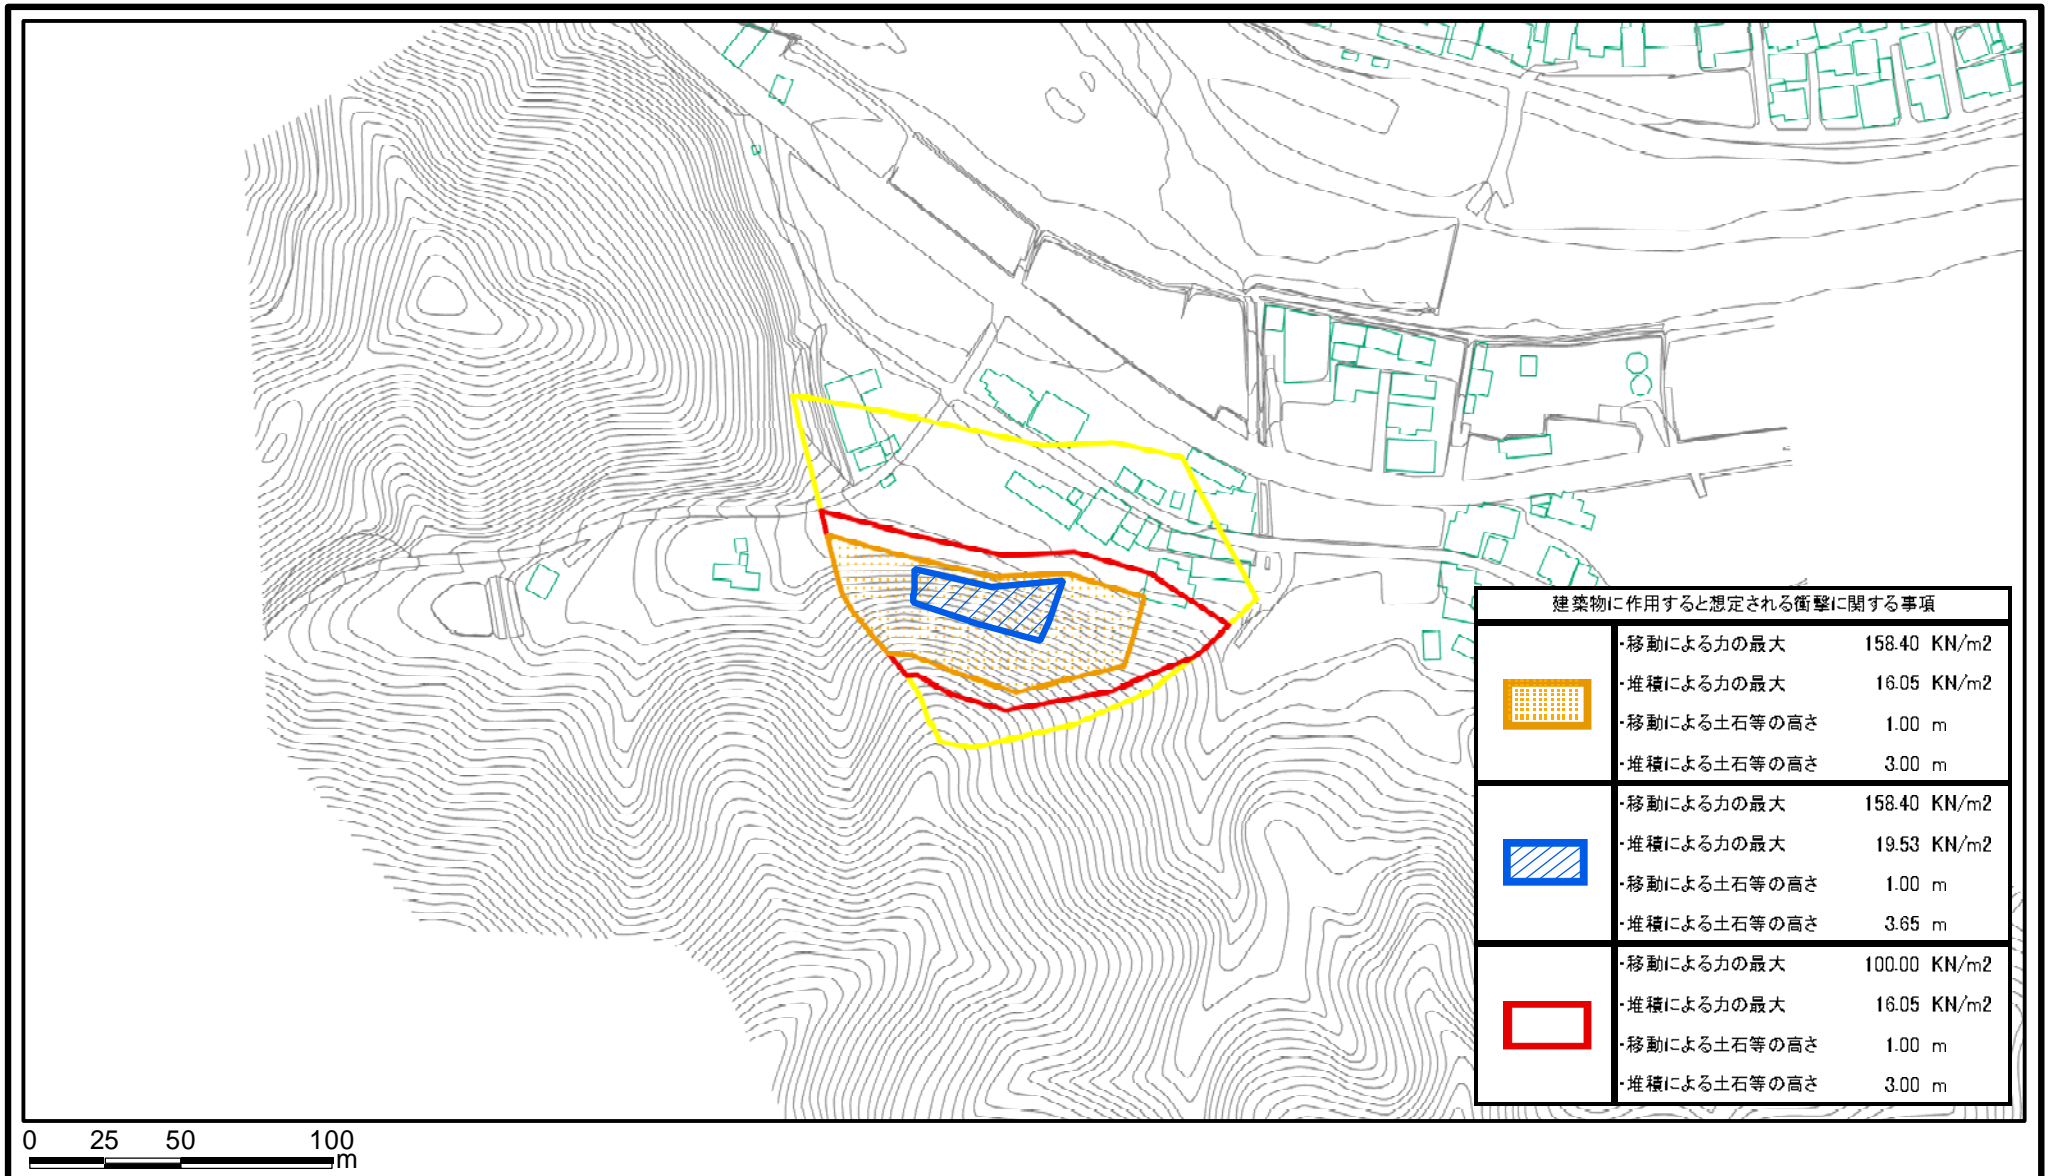 建築物に作用すると想定される衝撃に関する事項
・移動による力の最大 158.40 KN/m2
・堆積による力の最大 16.05 KN/m2
・移動による土石等の高さ 1.00 m
・堆積による土石等の高さ 3.00 m
・移動による力の最大 158.40 KN/m2
・堆積による力の最大 19.53 KN/m2
・移動による土石等の高さ 1.00 m
・堆積による土石等の高さ 3.65 m
・移動による力の最大 100.00 KN/m2
・堆積による力の最大 16.05 KN/m2
・移動による土石等の高さ 1.00 m
・堆積による土石等の高さ 3.00 m
0 25 50 100
m